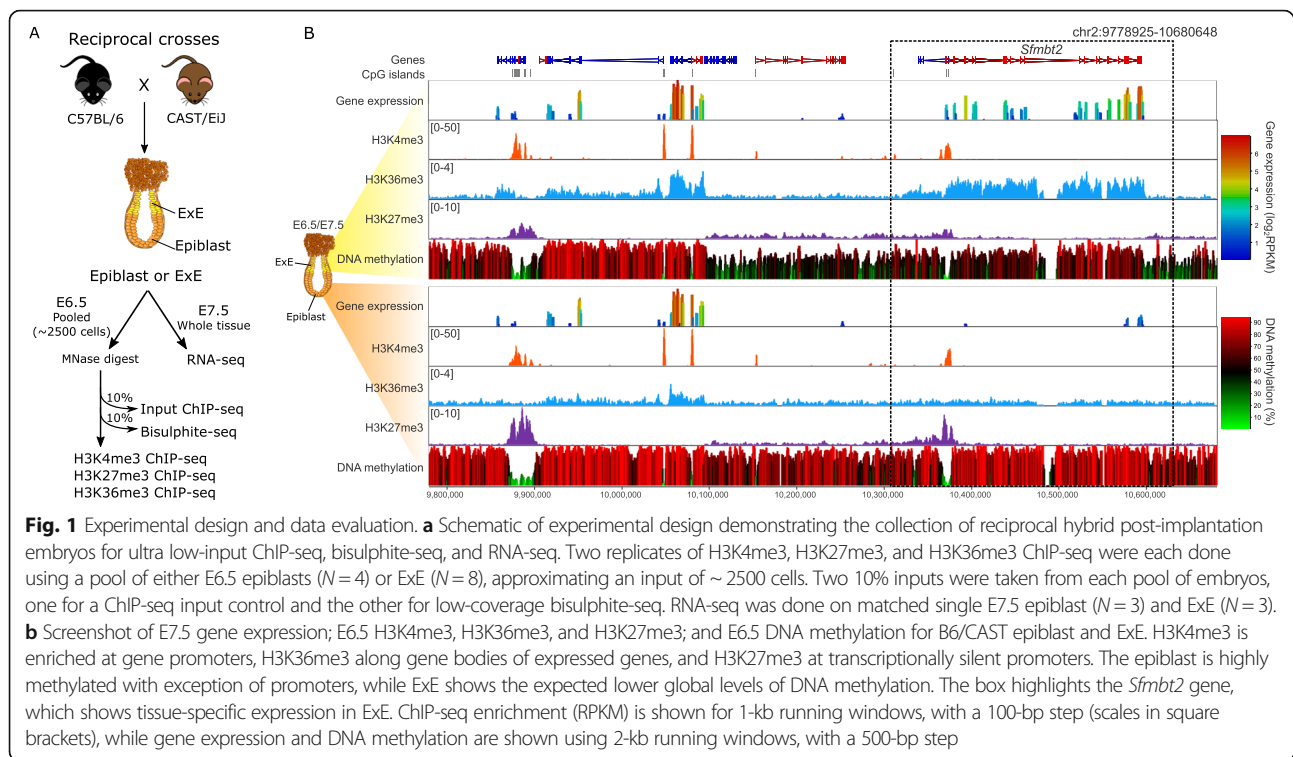 A
Reciprocal crosses
X
C57BL/6
CAST/EiJ
ExE
Epiblast
Epiblast or ExE
E6.5
Pooled
(~2500 cells)
E7.5
Whole tissue
MNase digest
RNA-seq
10%
Input ChIP-seq
10%
Bisulphite-seq
H3K4me3 ChIP-seq
H3K27me3 ChIP-seq
H3K36me3 ChIP-seq
B
chr2:9778925-10680648
Sfmbt2
Genes
CpG islands
Gene expression
[0-50]
H3K4me3
[0-4]
H3K36me3
[0-10]
H3K27me3
DNA methylation
E6.5/E7.5
ExE
Epiblast
Gene expression
[0-50]
H3K4me3
[0-4]
H3K36me3
[0-10]
H3K27me3
DNA methylation
9,800,000 9,900,000 10,000,000 10,100,000 10,200,000 10,300,000 10,400,000 10,500,000 10,600,000
Gene expression (log2RPKM)
6
5
4
3
2
1
DNA methylation (%)
90
80
70
60
50
40
30
20
10
Fig. 1 Experimental design and data evaluation. a Schematic of experimental design demonstrating the collection of reciprocal hybrid post-implantation
embryos for ultra low-input ChIP-seq, bisulphite-seq, and RNA-seq. Two replicates of H3K4me3, H3K27me3, and H3K36me3 ChIP-seq were each done
using a pool of either E6.5 epiblasts (N = 4) or ExE (N = 8), approximating an input of ~ 2500 cells. Two 10% inputs were taken from each pool of embryos,
one for a ChIP-seq input control and the other for low-coverage bisulphite-seq. RNA-seq was done on matched single E7.5 epiblast (N = 3) and ExE (N = 3).
b Screenshot of E7.5 gene expression; E6.5 H3K4me3, H3K36me3, and H3K27me3; and E6.5 DNA methylation for B6/CAST epiblast and ExE. H3K4me3 is
enriched at gene promoters, H3K36me3 along gene bodies of expressed genes, and H3K27me3 at transcriptionally silent promoters. The epiblast is highly
methylated with exception of promoters, while ExE shows the expected lower global levels of DNA methylation. The box highlights the Sfmbt2 gene,
which shows tissue-specific expression in ExE. ChIP-seq enrichment (RPKM) is shown for 1-kb running windows, with a 100-bp step (scales in square
brackets), while gene expression and DNA methylation are shown using 2-kb running windows, with a 500-bp step